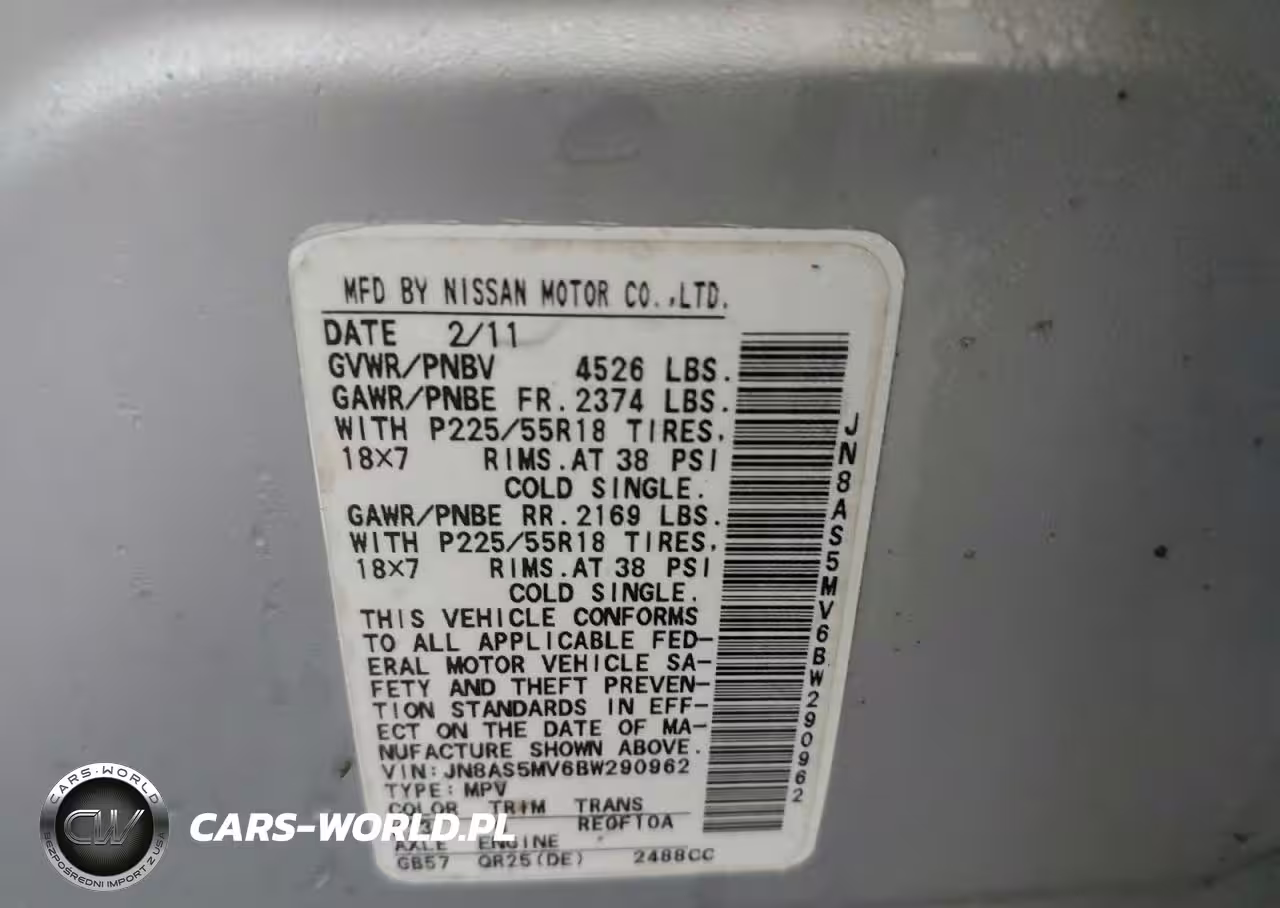 MFD BY NISSAN MOTOR CO.,LTD.
DATE 2/11
GVWR/PNBV 4526 LBS.
GAWR/PNBE FR.2374 LBS.
WITH P225/55R18 TIRES,
18×7 RIMS.AT 38 PSI
COLD SINGLE.
GAWR/PNBE RR.2169 LBS.
WITH P225/55R18 TIRES,
18×7 RIMS.AT 38 PSI
COLD SINGLE.
THIS VEHICLE CONFORMS
TO ALL APPLICABLE FED-
ERAL MOTOR VEHICLE SA-
FETY AND THEFT PREVEN-
TION STANDARDS IN EFF-
ECT ON THE DATE OF MA-
NUFACTURE SHOWN ABOVE.
VIN:JN8AS5MV6BW290962
TYPE:MPV
COLOR TRIM TRANS
RE0F10A
AXLE ENGINE
GB57 QR25(DE) 2488CC
JN8AS5MV6BW290962
CARS-WORLD
CW
BEZPOŚREDNI IMPORT Z USA
CARS-WORLD.PL